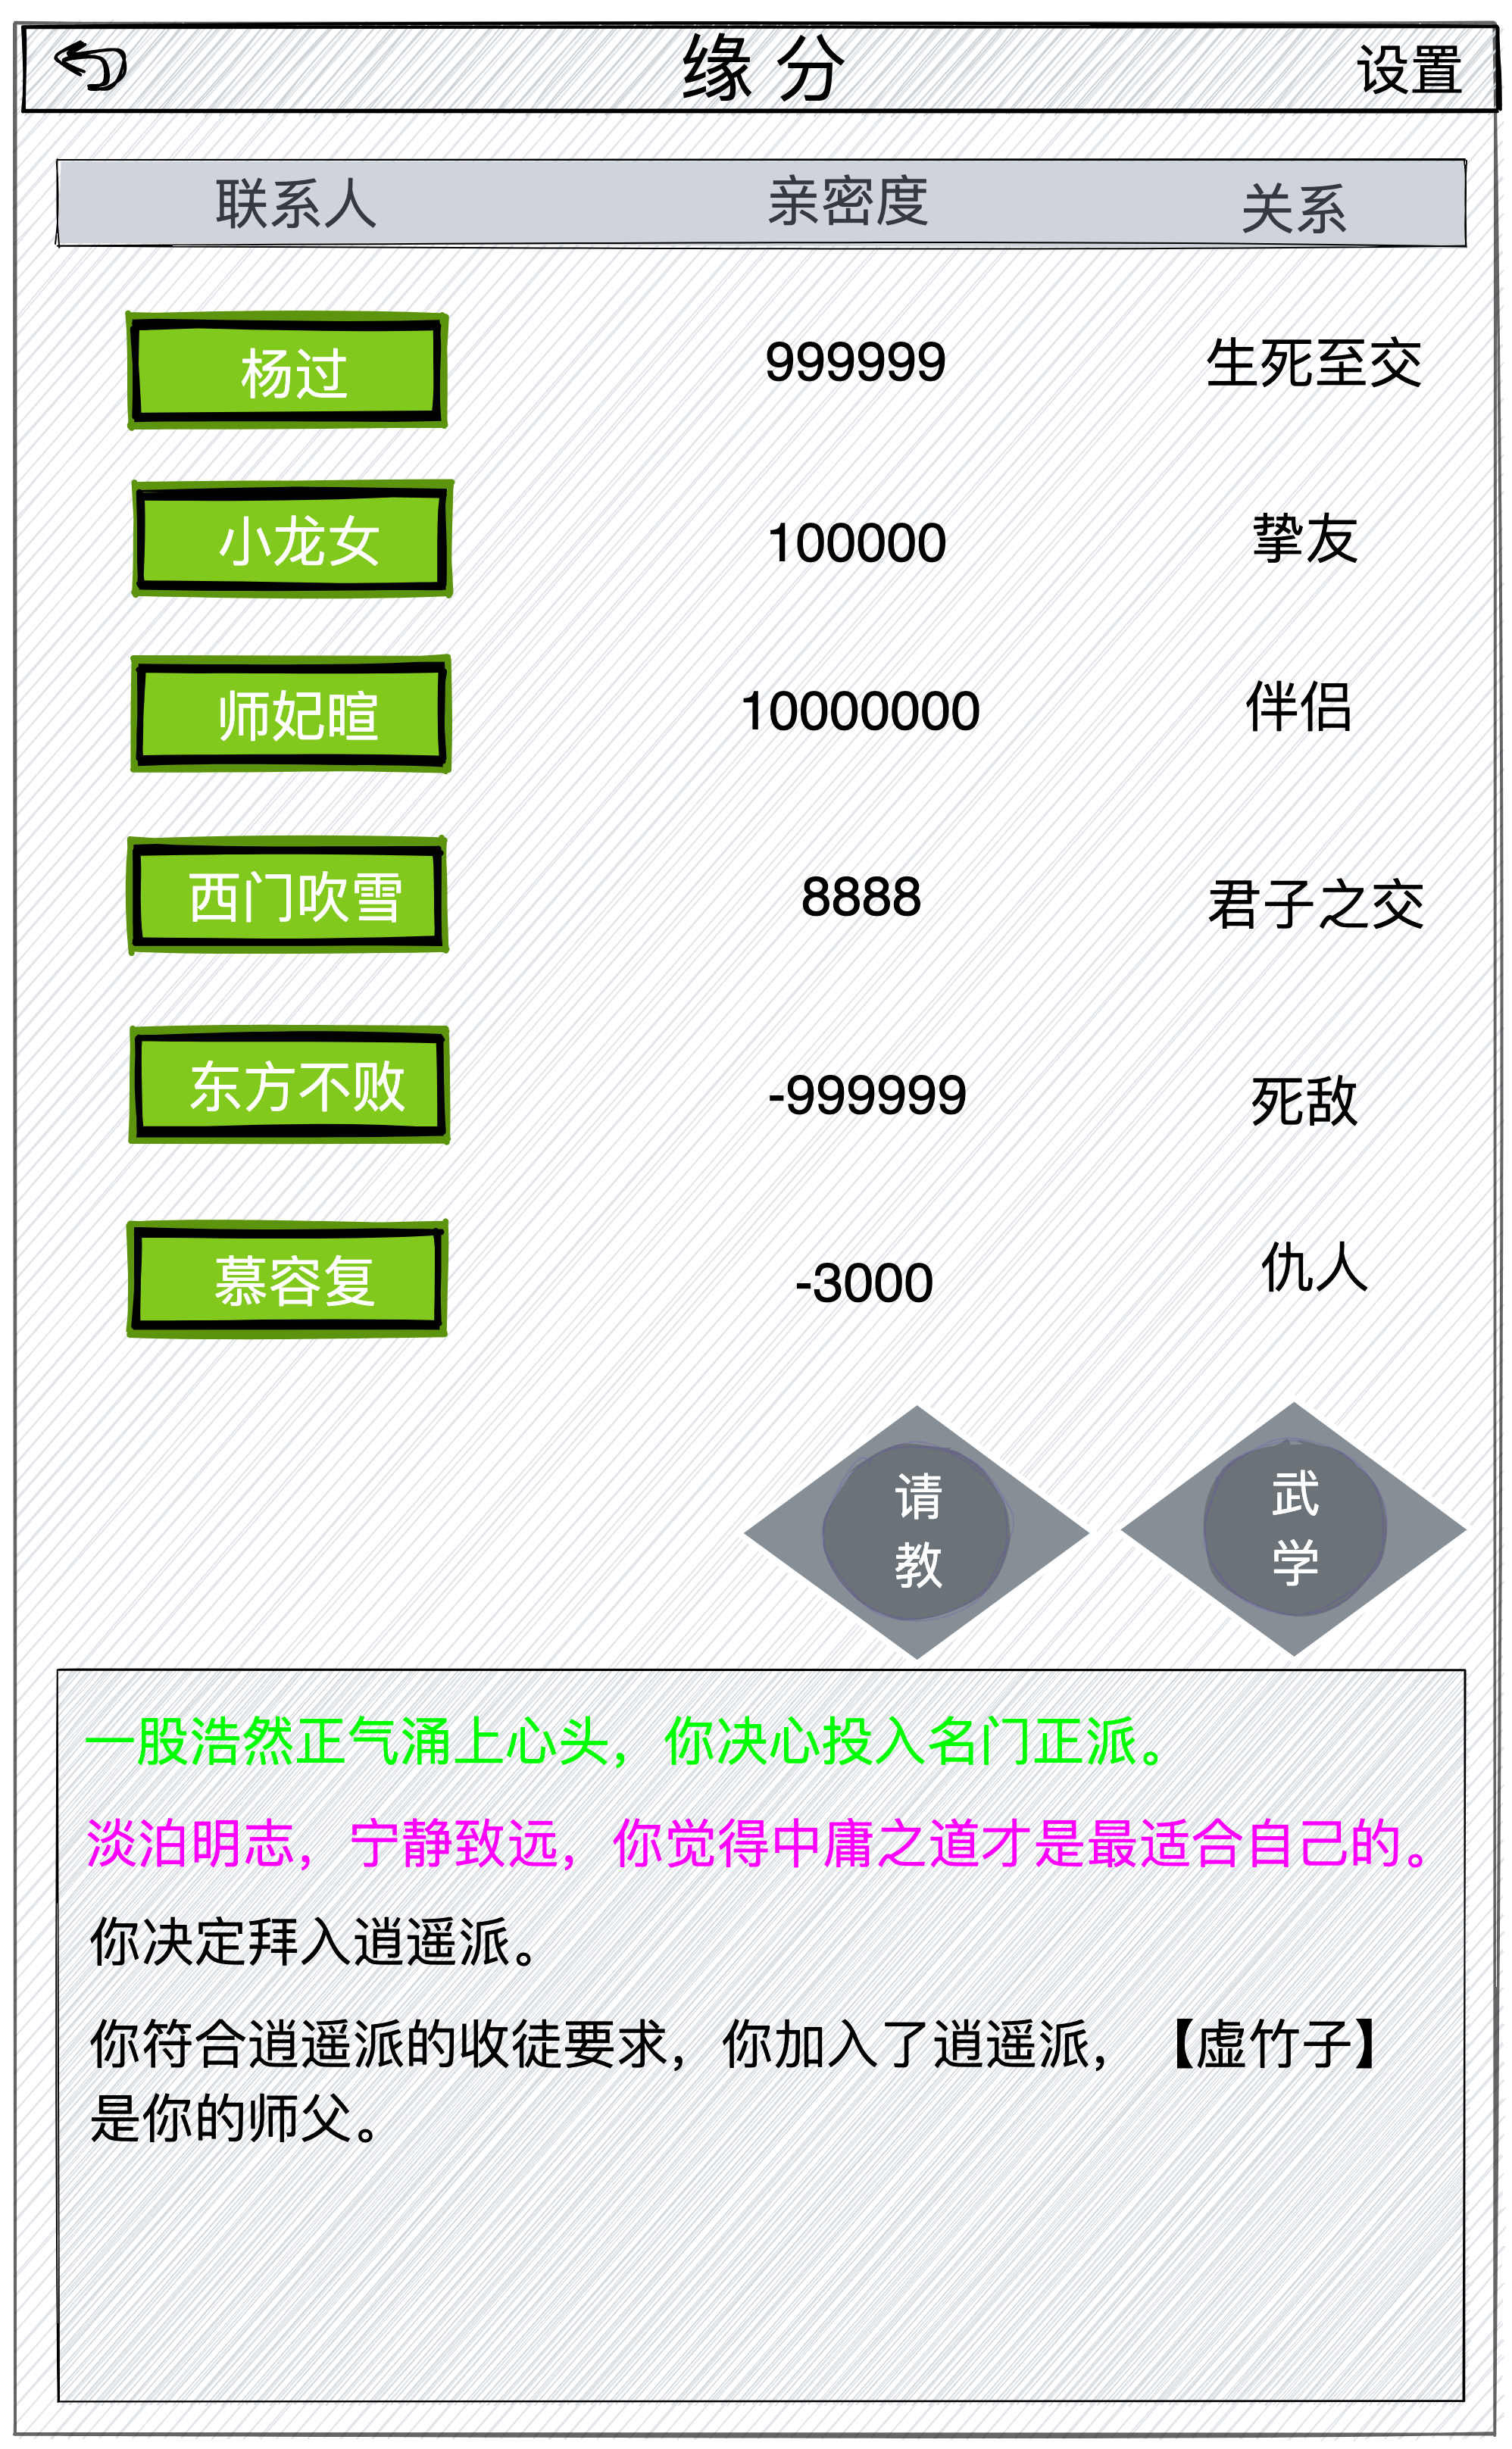 缘 分
设置
联系人 亲密度 关系
杨过 999999 生死至交
小龙女 100000 挚友
师妃暄 10000000 伴侣
西门吹雪 8888 君子之交
东方不败 -999999 死敌
慕容复 -3000 仇人
请
教
武
学
一股浩然正气涌上心头，你决心投入名门正派。
淡泊明志，宁静致远，你觉得中庸之道才是最适合自己的。
你决定拜入逍遥派。
你符合逍遥派的收徒要求，你加入了逍遥派，【虚竹子】
是你的师父。